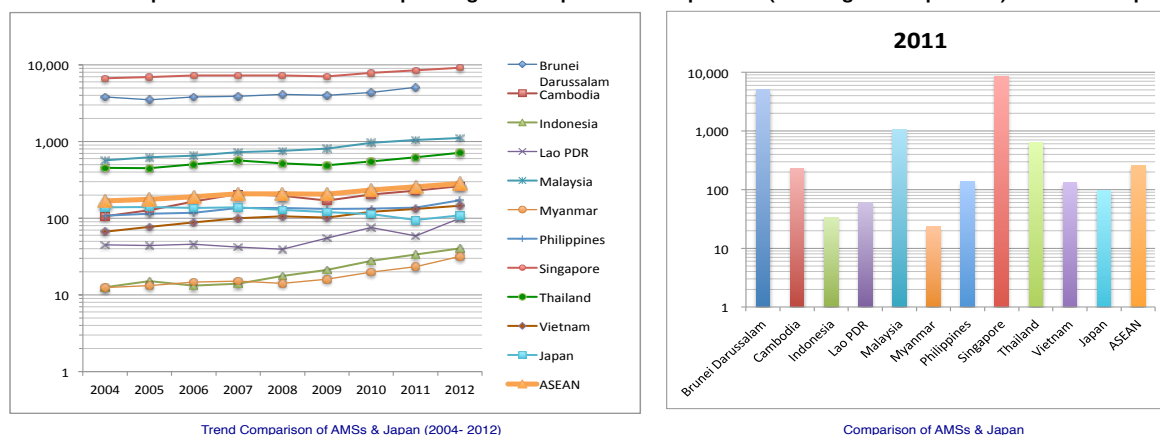 10,000
1,000
100
10
1
2004 2005 2006 2007 2008 2009 2010 2011 2012
Brunei
Darussalam
Cambodia
Indonesia
Lao PDR
Malaysia
Myanmar
Philippines
Singapore
Thailand
Vietnam
Japan
ASEAN
Trend Comparison of AMSs & Japan (2004- 2012)
2011
10,000
1,000
100
10
1
Brunei Darussalam
Cambodia
Indonesia
Lao PDR
Malaysia
Myanmar
Philippines
Singapore
Thailand
Vietnam
Japan
ASEAN
Comparison of AMSs & Japan